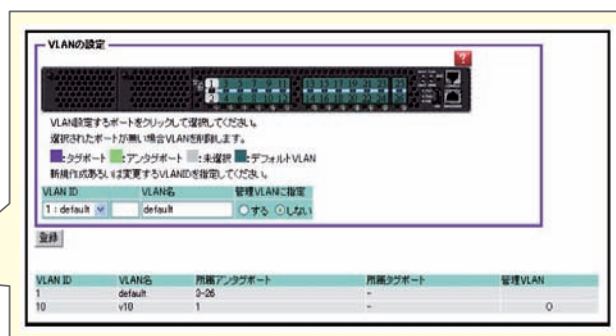 VLANの設定
?
VLAN設定するポートをクリックして選択してください。
選択されたポートが無い場合VLANを削除します。
:タグポート :アンタグポート :未選択 :デフォルトVLAN
新規作成あるいは変更するVLANIDを指定してください。
VLAN ID VLAN名 管理VLANに指定
1 : default default する しない
登録
VLAN ID VLAN名 所属アンタグポート 所属タグポート 管理VLAN
1 default 3-26 -
10 v10 1 - O